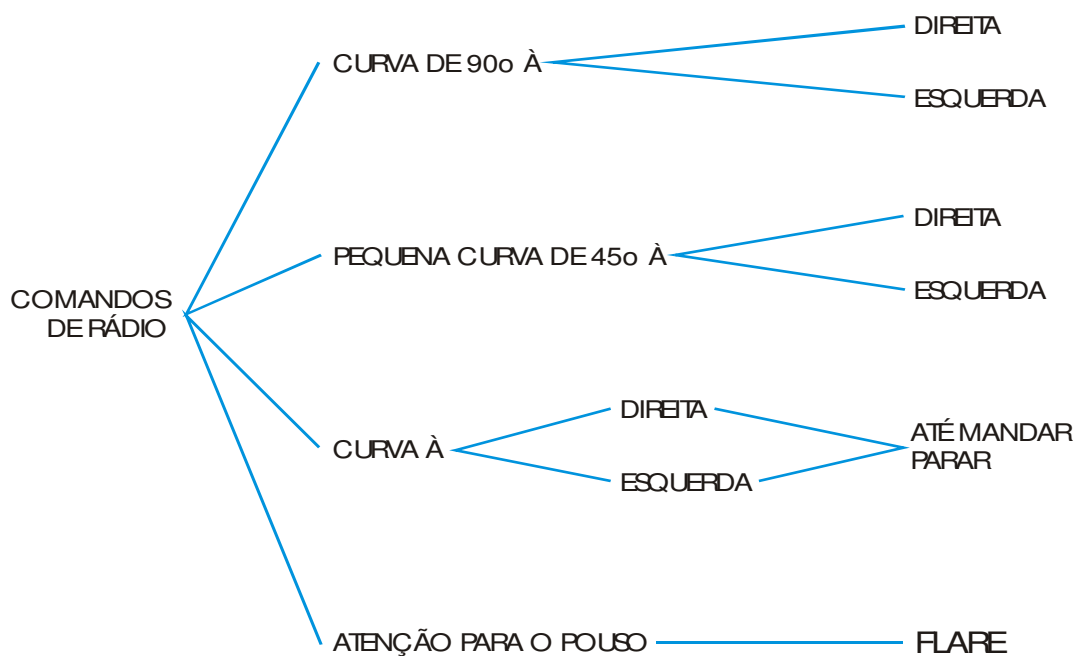 COMANDOS
DE RÁDIO
CURVA DE 90o À
DIREITA
ESQUERDA
PEQUENA CURVA DE 45o À
DIREITA
ESQUERDA
CURVA À
DIREITA
ESQUERDA
ATÉ MANDAR
PARAR
ATENÇÃO PARA O POUSO
FLARE